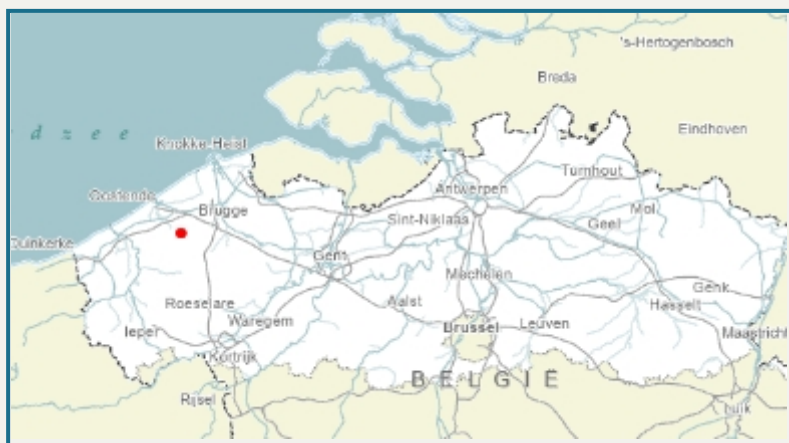 's-Hertogenbosch
Breda
Eindhoven
d z e e
Knokke-Heist
Turnhout
Antwerpen
Oostende
Mol
Brugge
Sint-Niklaas
Geel
Duinkerke
Gent
Mechelen
Genk
Roeselare
Aalst
Hasselt
Waregem
Ieper
Brussel
Leuven
Maastricht
Kortrijk
BELGIË
Rijsel
Luik